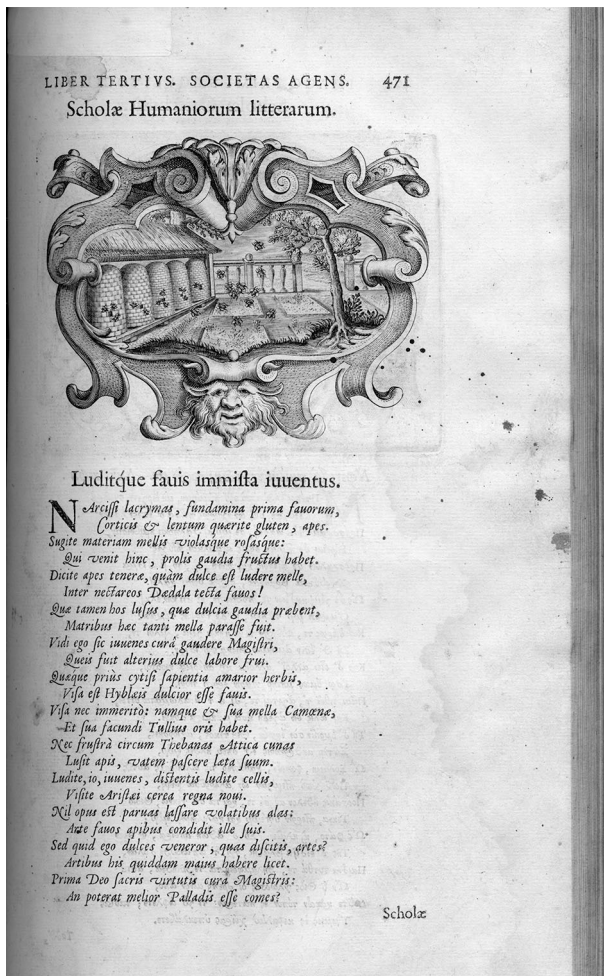 LIBER TERTIVS. SOCIETAS AGENS. 471
Scholæ Humaniorum litterarum.
Luditq́ue fauis immista iuuentus.
NArcissi lacrymas, fundamina prima fauorum,
Corticis & lentum quærite gluten, apes.
Sugite materiam mellis violasque rosasque:
Qui venit hinc, prolis gaudia fructus habet.
Dicite apes teneræ, quàm dulce est ludere melle,
Inter nectareos Dædala tecta fauos!
Quæ tamen hos lusus, quæ dulcia gaudia præbent,
Matribus hæc tanti mella parasse fuit.
Vidi ego sic iuuenes curâ gaudere Magistri,
Queis fuit alterius dulce labore frui.
Quæque priùs cytisi sapientia amarior herbis,
Visa est Hyblæis dulcior esse fauis.
Visa nec immeritò: namque & sua mella Camœnæ,
Et sua facundi Tullius oris habet.
Nec frustrà circum Thebanas Attica cunas
Lusit apis, vatem pascere læta suum.
Ludite, io, iuuenes, distentis ludite cellis,
Visite Aristæi cerea regna noui.
Nil opus est paruas lassare volatibus alas:
Arte fauos apibus condidit ille suis.
Sed quid ego dulces veneror, quas discitis, artes?
Artibus his quiddam maius habere licet.
Prima Deo sacris virtutis cura Magistris:
An poterat melior Palladis esse comes?
Scholæ